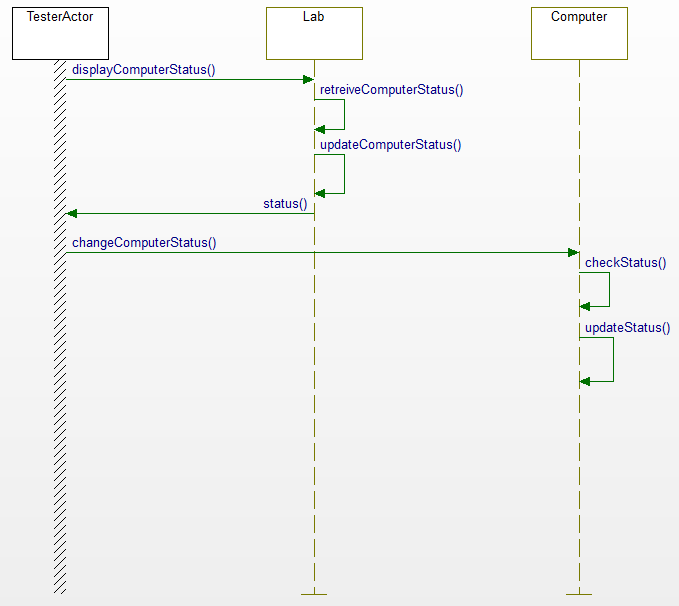 TesterActor
Lab
Computer
displayComputerStatus()
retreiveComputerStatus()
updateComputerStatus()
status()
changeComputerStatus()
checkStatus()
updateStatus()